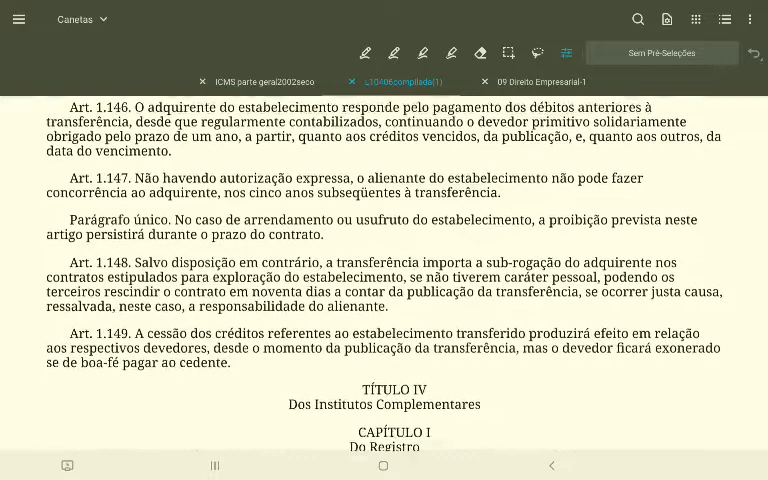 Canetas
Sem Pré-Seleções
ICMS parte geral2002seco
L10406compilada(1)
09 Direito Empresarial-1
Art. 1.146. O adquirente do estabelecimento responde pelo pagamento dos débitos anteriores à
transferência, desde que regularmente contabilizados, continuando o devedor primitivo solidariamente
obrigado pelo prazo de um ano, a partir, quanto aos créditos vencidos, da publicação, e, quanto aos outros, da
data do vencimento.
Art. 1.147. Não havendo autorização expressa, o alienante do estabelecimento não pode fazer
concorrência ao adquirente, nos cinco anos subseqüentes à transferência.
Parágrafo único. No caso de arrendamento ou usufruto do estabelecimento, a proibição prevista neste
artigo persistirá durante o prazo do contrato.
Art. 1.148. Salvo disposição em contrário, a transferência importa a sub-rogação do adquirente nos
contratos estipulados para exploração do estabelecimento, se não tiverem caráter pessoal, podendo os
terceiros rescindir o contrato em noventa dias a contar da publicação da transferência, se ocorrer justa causa,
ressalvada, neste caso, a responsabilidade do alienante.
Art. 1.149. A cessão dos créditos referentes ao estabelecimento transferido produzirá efeito em relação
aos respectivos devedores, desde o momento da publicação da transferência, mas o devedor ficará exonerado
se de boa-fé pagar ao cedente.
TÍTULO IV
Dos Institutos Complementares
CAPÍTULO I
Do Registro